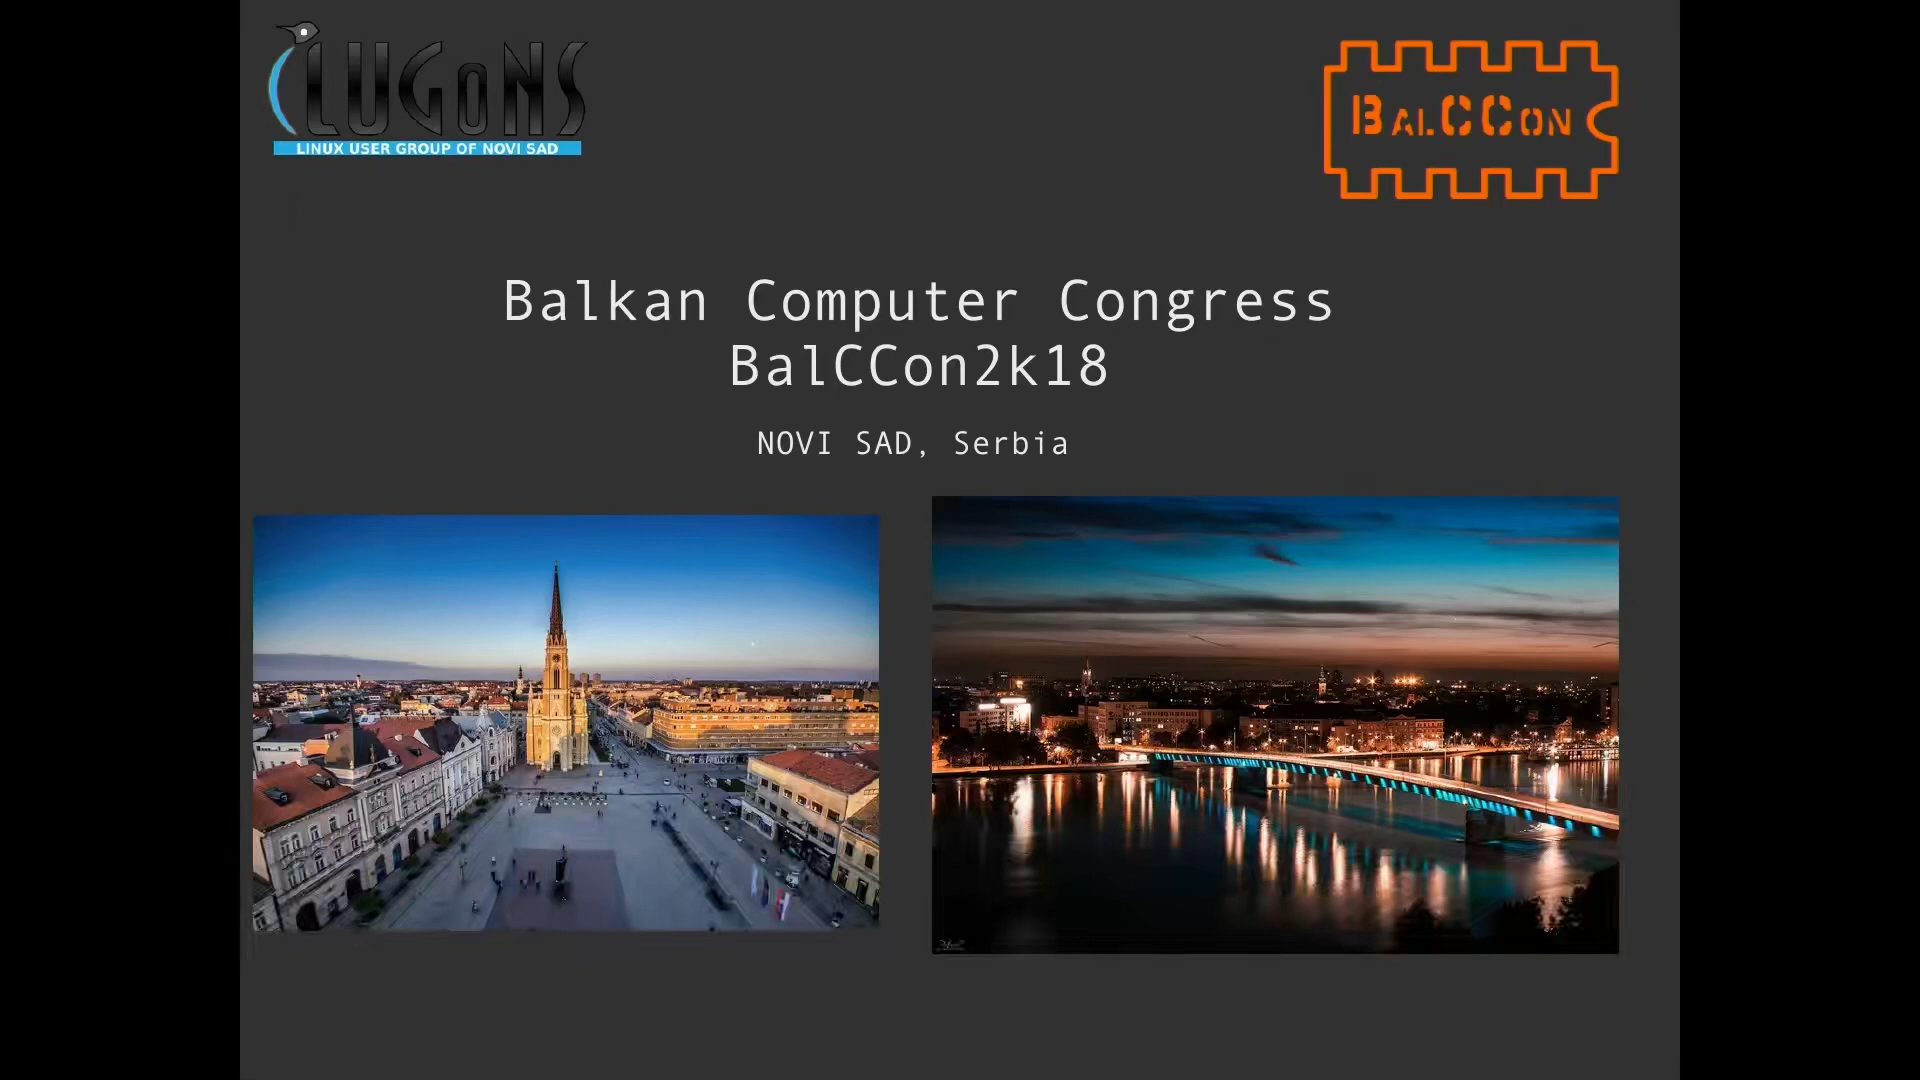 LUGoNS
LINUX USER GROUP OF NOVI SAD
BALCCON
Balkan Computer Congress
BalCCon2k18
NOVI SAD, Serbia